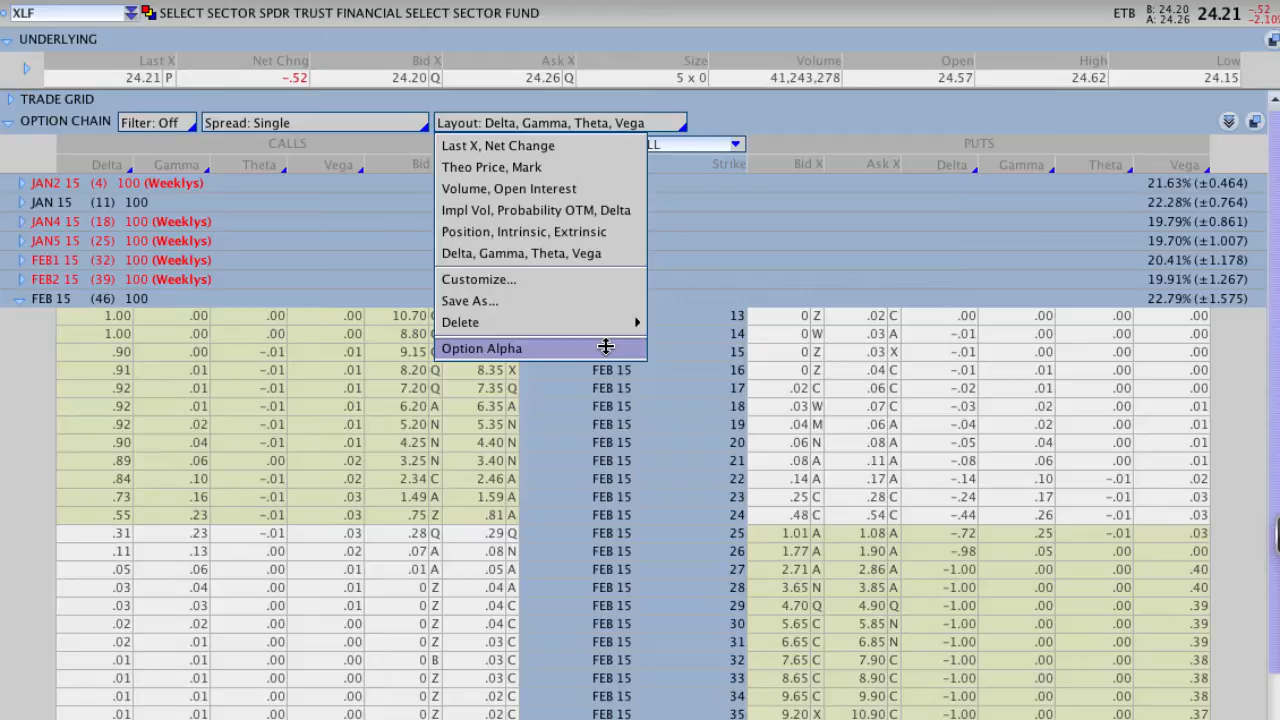 XLF SELECT SECTOR SPDR TRUST FINANCIAL SELECT SECTOR FUND ETB B: 24.20 A: 24.26 24.21 -.52
UNDERLYING
Last X Net Chng Bid X Ask X Size Volume Open High Low
24.21 P -.52 24.20 Q 24.26 Q 5 x 0 41,243,278 24.57 24.62 24.15
TRADE GRID
OPTION CHAIN Filter: Off Spread: Single Layout: Delta, Gamma, Theta, Vega
Last X, Net Change
Theo Price, Mark
Volume, Open Interest
Impl Vol, Probability OTM, Delta
Position, Intrinsic, Extrinsic
Delta, Gamma, Theta, Vega
Customize...
Save As...
Delete
Option Alpha
CALLS LL PUTS
Delta Gamma Theta Vega Bid Strike Bid X Ask X Delta Gamma Theta Vega
JAN2 15 (4) 100 (Weeklys) 21.63% (±0.464)
JAN 15 (11) 100 22.28% (±0.764)
JAN4 15 (18) 100 (Weeklys) 19.79% (±0.861)
JAN5 15 (25) 100 (Weeklys) 19.70% (±1.007)
FEB1 15 (32) 100 (Weeklys) 20.41% (±1.178)
FEB2 15 (39) 100 (Weeklys) 19.91% (±1.267)
FEB 15 (46) 100 22.79% (±1.575)
1.00 .00 .00 .00 10.70 13 0 Z .02 C .00 .00 .00 .00
1.00 .00 .00 .00 8.80 14 0 W .03 A -.01 .00 .00 .00
.90 .01 -.01 .01 9.15 15 0 Z .03 X -.01 .00 .00 .00
.91 .01 -.01 .01 8.20 Q 8.35 X FEB 15 16 0 Z .04 C -.01 .01 .00 .00
.92 .01 -.01 .01 7.20 Q 7.35 Q FEB 15 17 .02 C .06 C -.02 .01 .00 .00
.92 .01 -.01 .01 6.20 A 6.35 A FEB 15 18 .03 W .07 C -.03 .02 .00 .01
.92 .02 -.01 .01 5.20 N 5.35 N FEB 15 19 .04 M .06 A -.04 .02 .00 .01
.90 .04 -.01 .01 4.25 N 4.40 N FEB 15 20 .06 N .08 A -.05 .04 .00 .01
.89 .06 -.01 .02 3.25 N 3.40 N FEB 15 21 .08 A .11 A -.08 .06 .00 .01
.84 .10 -.01 .02 2.34 C 2.46 A FEB 15 22 .14 A .17 A -.14 .10 -.01 .02
.73 .16 -.01 .03 1.49 A 1.59 A FEB 15 23 .25 C .28 C -.24 .17 -.01 .03
.55 .23 -.01 .03 .75 Z .81 A FEB 15 24 .48 C .54 C -.44 .26 -.01 .03
.31 .23 -.01 .03 .28 Q .29 Q FEB 15 25 1.01 A 1.08 A -.72 .25 -.01 .03
.11 .13 .00 .02 .07 A .08 N FEB 15 26 1.77 A 1.90 A -.98 .05 .00 .01
.05 .06 .00 .01 .01 A .05 A FEB 15 27 2.71 A 2.86 A -1.00 .00 .00 .40
.03 .04 .00 .01 0 Z .04 A FEB 15 28 3.65 N 3.85 A -1.00 .00 .00 .40
.03 .03 .00 .01 0 Z .04 C FEB 15 29 4.70 Q 4.90 Q -1.00 .00 .00 .39
.02 .02 .00 .01 0 Z .04 C FEB 15 30 5.65 C 5.85 N -1.00 .00 .00 .39
.02 .01 .00 .00 0 Z .04 C FEB 15 31 6.65 C 6.85 N -1.00 .00 .00 .39
.01 .01 .00 .00 0 B .03 C FEB 15 32 7.65 C 7.90 C -1.00 .00 .00 .38
.01 .01 .00 .00 0 Z .03 C FEB 15 33 8.65 C 8.90 C -1.00 .00 .00 .38
.01 .01 .00 .00 0 Z .03 C FEB 15 34 9.65 C 9.90 C -1.00 .00 .00 .38
.01 .01 .00 .00 0 Z .02 C FEB 15 35 9.20 X 10.90 C -1.00 .00 .00 .37